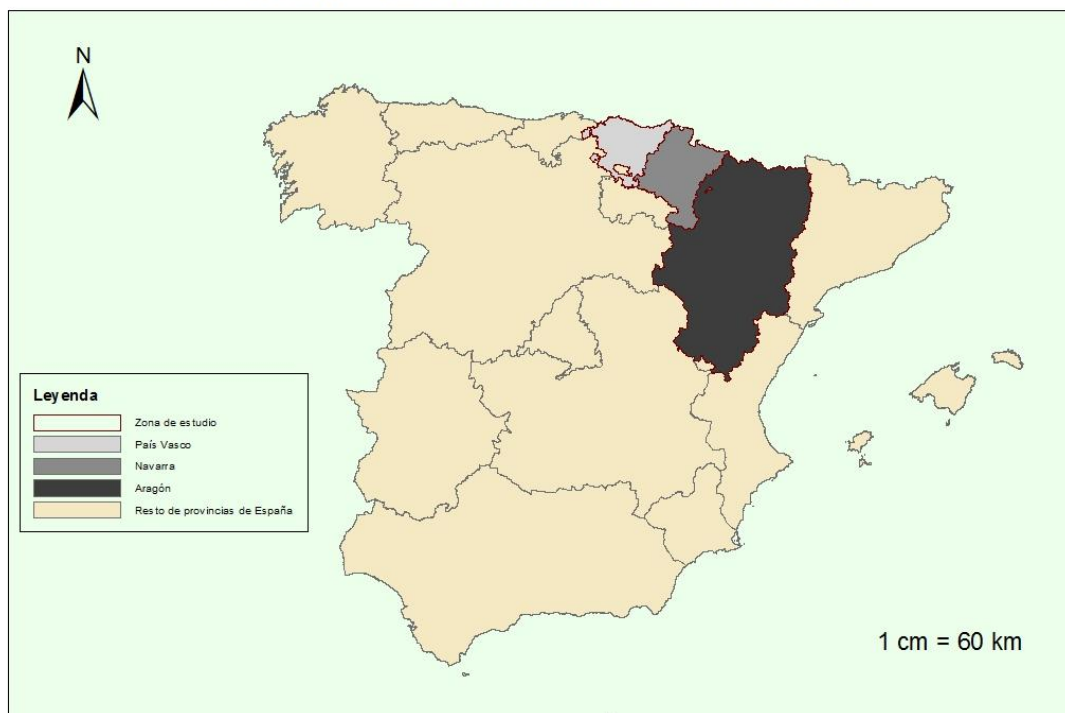 N
Leyenda
Zona de estudio
País Vasco
Navarra
Aragón
Resto de provincias de España
1 cm = 60 km